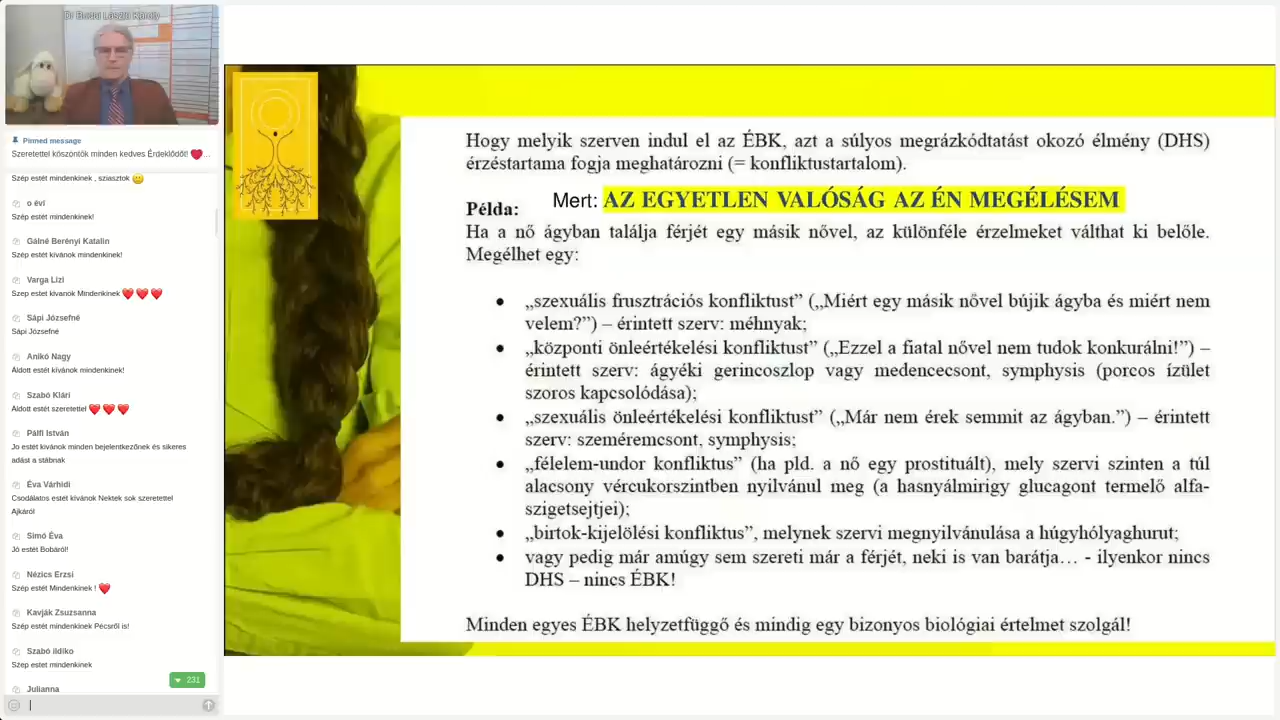 Dr Bodai László Károly
Pinned message
Szeretettel köszöntök minden kedves Érdeklődőt! ❤️...
Szép estét mindenkinek , sziasztok 🙂
o évi
Szép estét mindenkinek!
Gálné Berényi Katalin
Szép estét kívánok mindenkinek!
Varga Lizi
Szep estet kivanok Mindenkinek ❤️ ❤️ ❤️
Sápi Józsefné
Sápi Józsefné
Anikó Nagy
Áldott estét kívánok mindenkinek!
Szabó Klári
Áldott estét szeretettel ❤️ ❤️ ❤️
Pálfi István
Jo estét kivánok minden bejelentkezőnek és sikeres
adást a stábnak
Éva Várhidi
Csodálatos estét kívánok Nektek sok szeretettel
Ajkáról
Simó Éva
Jó estét Bobáról!
Nézics Erzsi
Szép estét Mindenkinek ! ❤️
Kavják Zsuzsanna
Szép estét mindenkinek Pécsről is!
Szabó ildiko
Szép estet mindenkinek
231
Julianna
Hogy melyik szerven indul el az ÉBK, azt a súlyos megrázkódtatást okozó élmény (DHS)
érzéstartama fogja meghatározni (= konfliktustartalom).
Mert: AZ EGYETLEN VALÓSÁG AZ ÉN MEGÉLÉSEM
Példa:
Ha a nő ágyban találja férjét egy másik nővel, az különféle érzelmeket válthat ki belőle.
Megélhet egy:
• „szexuális frusztrációs konfliktust” („Miért egy másik nővel bújik ágyba és miért nem
velem?”) – érintett szerv: méhnyak;
• „központi önleértékelési konfliktust” („Ezzel a fiatal nővel nem tudok konkurálni!”) –
érintett szerv: ágyéki gerincoszlop vagy medencecsont, symphysis (porcos ízület
szoros kapcsolódása);
• „szexuális önleértékelési konfliktust” („Már nem érek semmit az ágyban.”) – érintett
szerv: szeméremcsont, symphysis;
• „félelem-undor konfliktus” (ha pld. a nő egy prostituált), mely szervi szinten a túl
alacsony vércukorszintben nyilvánul meg (a hasnyálmirigy glucagont termelő alfa-
szigetsejtjei);
• „birtok-kijelölési konfliktus”, melynek szervi megnyilvánulása a húgyhólyaghurut;
• vagy pedig már amúgy sem szereti már a férjét, neki is van barátja… - ilyenkor nincs
DHS – nincs ÉBK!
Minden egyes ÉBK helyzetfüggő és mindig egy bizonyos biológiai értelmet szolgál!